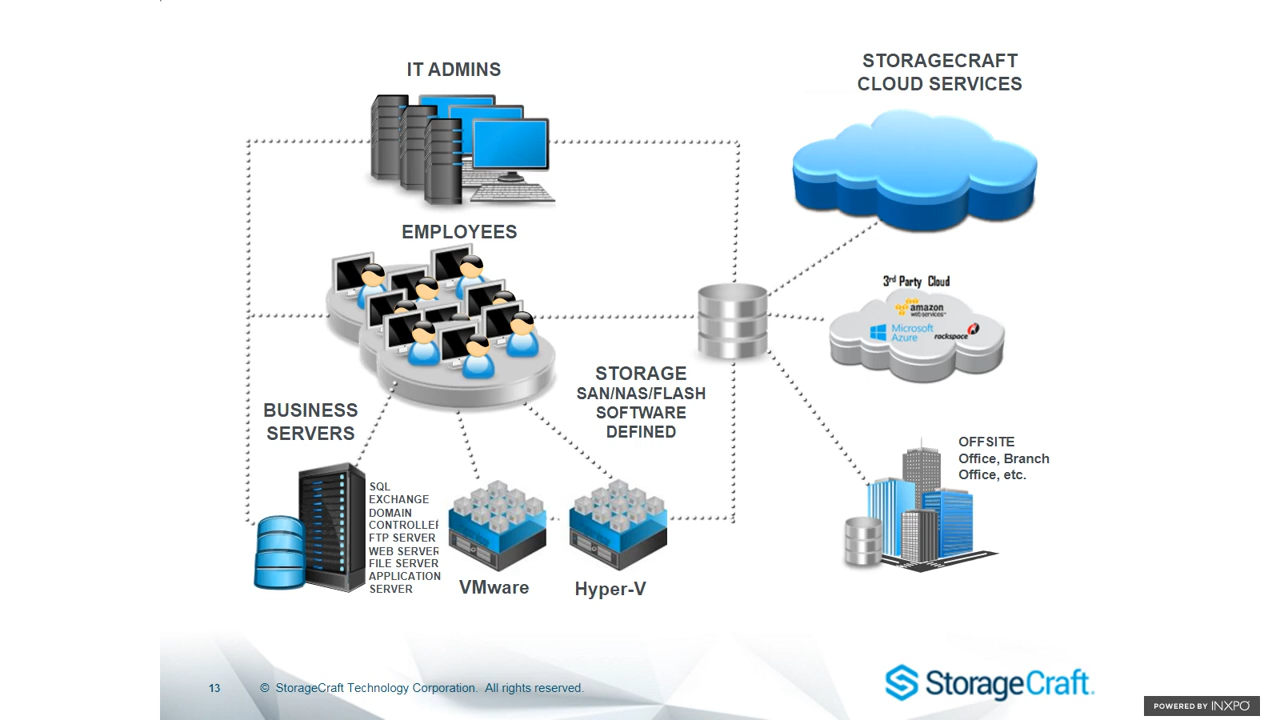 IT ADMINS
STORAGECRAFT
CLOUD SERVICES
EMPLOYEES
3rd Party Cloud
amazon
web services™
Microsoft
Azure
rackspace
STORAGE
SAN/NAS/FLASH
SOFTWARE
DEFINED
BUSINESS
SERVERS
OFFSITE
Office, Branch
Office, etc.
SQL
EXCHANGE
DOMAIN
CONTROLLER
FTP SERVER
WEB SERVER
FILE SERVER
APPLICATION
SERVER
VMware
Hyper-V
13
© StorageCraft Technology Corporation. All rights reserved.
StorageCraft.
POWERED BY INXPO